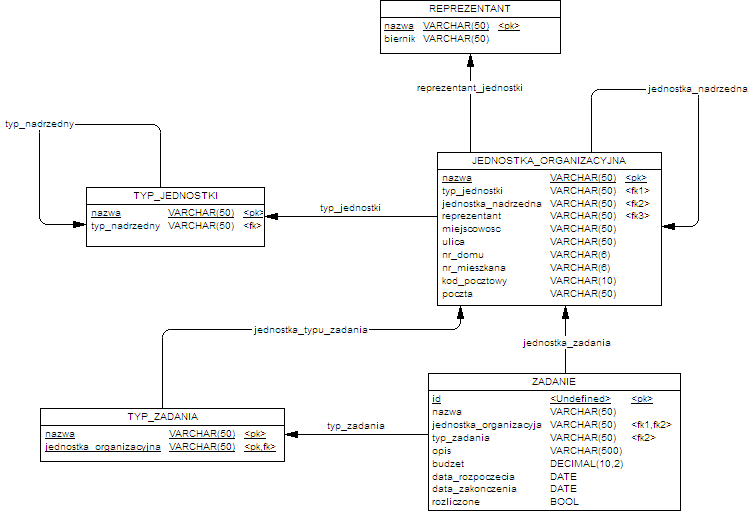 REPREZENTANT
nazwa VARCHAR(50) <pk>
biernik VARCHAR(50)
reprezentant_jednostki
jednostka_nadrzedna
typ_nadrzedny
JEDNOSTKA_ORGANIZACYJNA
nazwa VARCHAR(50) <pk>
typ_jednostki VARCHAR(50) <fk1>
jednostka_nadrzedna VARCHAR(50) <fk2>
reprezentant VARCHAR(50) <fk3>
miejscowosc VARCHAR(50)
ulica VARCHAR(50)
nr_domu VARCHAR(6)
nr_mieszkana VARCHAR(6)
kod_pocztowy VARCHAR(10)
poczta VARCHAR(50)
TYP_JEDNOSTKI
nazwa VARCHAR(50) <pk>
typ_nadrzedny VARCHAR(50) <fk>
typ_jednostki
jednostka_typu_zadania
jednostka_zadania
ZADANIE
id <Undefined> <pk>
nazwa VARCHAR(50)
jednostka_organizacyja VARCHAR(50) <fk1,fk2>
typ_zadania VARCHAR(50) <fk2>
opis VARCHAR(500)
budzet DECIMAL(10,2)
data_rozpoczecia DATE
data_zakonczenia DATE
rozliczone BOOL
TYP_ZADANIA
nazwa VARCHAR(50) <pk>
jednostka_organizacyjna VARCHAR(50) <pk,fk>
typ_zadania